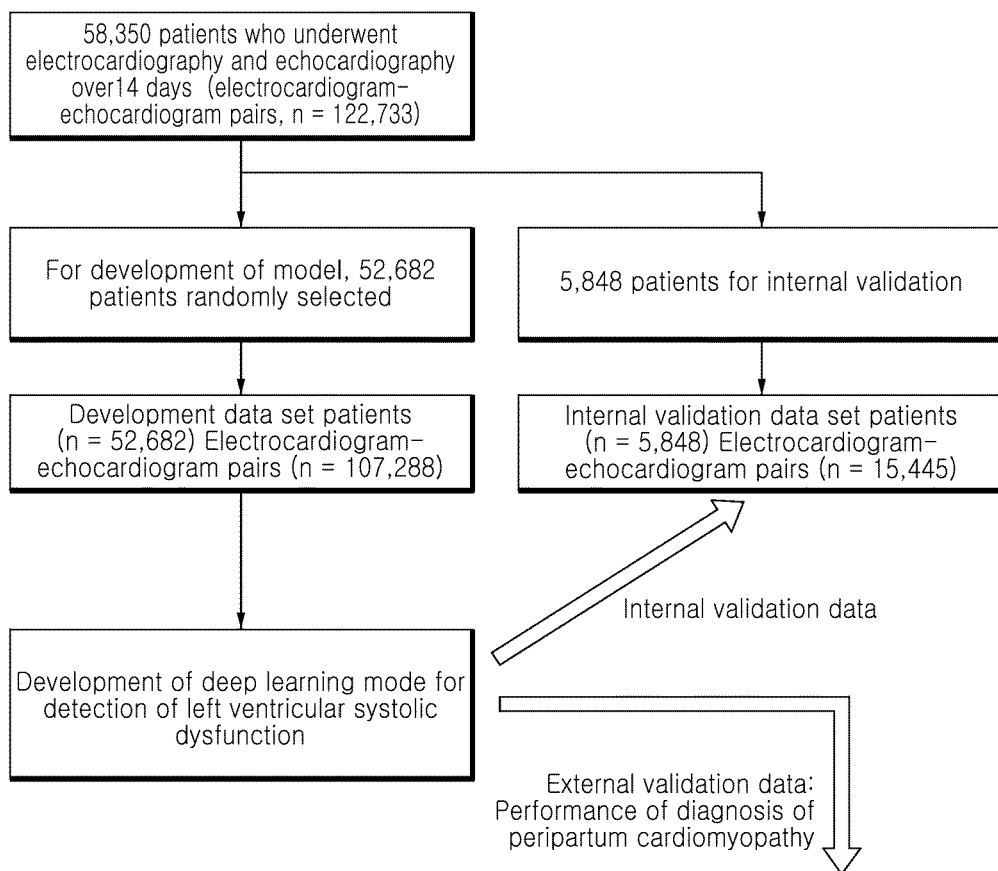 58,350 patients who underwent
electrocardiography and echocardiography
over14 days (electrocardiogram-
echocardiogram pairs, n = 122,733)
For development of model, 52,682
patients randomly selected
5,848 patients for internal validation
Development data set patients
(n = 52,682) Electrocardiogram-
echocardiogram pairs (n = 107,288)
Internal validation data set patients
(n = 5,848) Electrocardiogram-
echocardiogram pairs (n = 15,445)
Internal validation data
Development of deep learning mode for
detection of left ventricular systolic
dysfunction
External validation data:
Performance of diagnosis of
peripartum cardiomyopathy